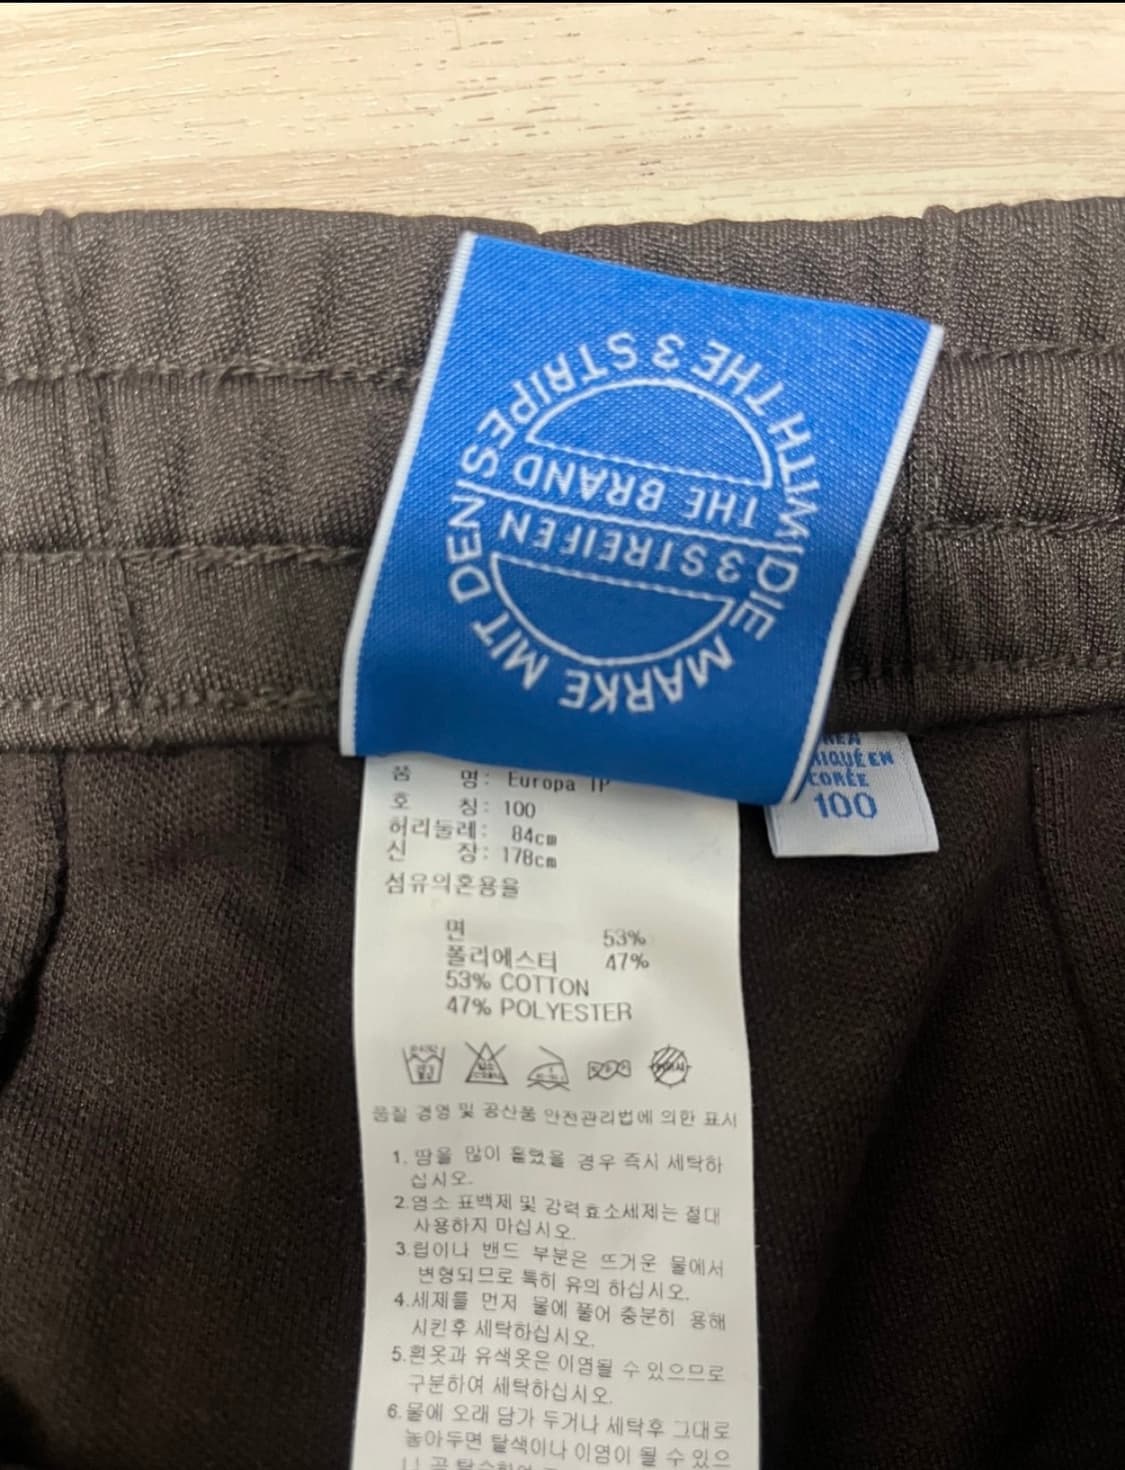 THE BRAND
WITH THE 3 STRIPES
3 STREIFEN
DIE MARKE MIT DEN
IQUÉ EN
CORÉE
100
품 명: Europa TP
호 칭: 100
허리둘레: 84cm
신 장: 178cm
섬유의혼용율
면 53%
폴리에스터 47%
53% COTTON
47% POLYESTER
품질 경영 및 공산품 안전관리법에 의한 표시
1. 땀을 많이 흘렸을 경우 즉시 세탁하
십시오.
2.염소 표백제 및 강력효소세제는 절대
사용하지 마십시오.
3.립이나 밴드 부분은 뜨거운 물에서
변형되므로 특히 유의 하십시오.
4.세제를 먼저 물에 풀어 충분히 용해
시킨후 세탁하십시오.
5.흰옷과 유색옷은 이염될 수 있으므로
구분하여 세탁하십시오.
6.물에 오래 담가 두거나 세탁후 그대로
놓아두면 탈색이나 이염이 될 수 있으